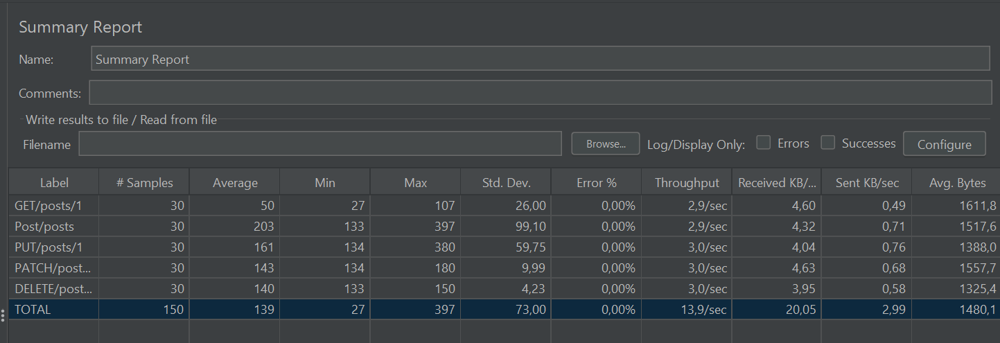 Summary Report
Name: Summary Report
Comments:
Write results to file / Read from file
Filename Browse... Log/Display Only: Errors Successes Configure
Label # Samples Average Min Max Std. Dev. Error % Throughput Received KB/... Sent KB/sec Avg. Bytes
GET/posts/1 30 50 27 107 26,00 0,00% 2,9/sec 4,60 0,49 1611,8
Post/posts 30 203 133 397 99,10 0,00% 2,9/sec 4,32 0,71 1517,6
PUT/posts/1 30 161 134 380 59,75 0,00% 3,0/sec 4,04 0,76 1388,0
PATCH/post... 30 143 134 180 9,99 0,00% 3,0/sec 4,63 0,68 1557,7
DELETE/post... 30 140 133 150 4,23 0,00% 3,0/sec 3,95 0,58 1325,4
TOTAL 150 139 27 397 73,00 0,00% 13,9/sec 20,05 2,99 1480,1